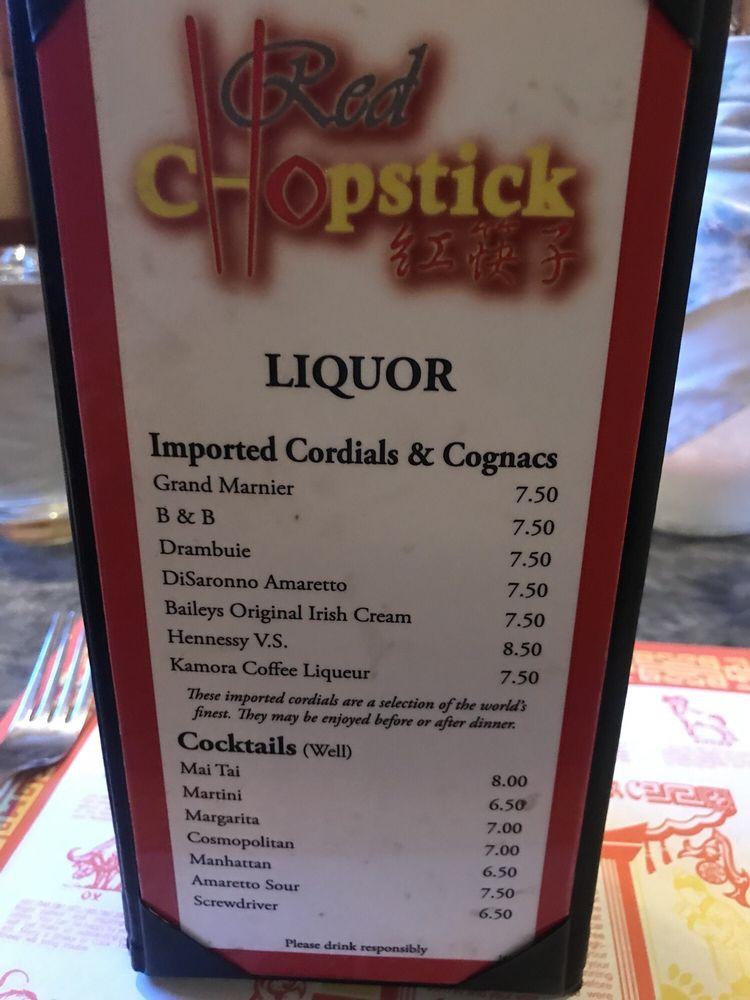 Red
CHopstick
红筷子
LIQUOR
Imported Cordials & Cognacs
Grand Marnier 7.50
B & B 7.50
Drambuie 7.50
DiSaronno Amaretto 7.50
Baileys Original Irish Cream 7.50
Hennessy V.S. 8.50
Kamora Coffee Liqueur 7.50
These imported cordials are a selection of the world's
finest. They may be enjoyed before or after dinner.
Cocktails (Well)
Mai Tai 8.00
Martini 6.50
Margarita 7.00
Cosmopolitan 7.00
Manhattan 6.50
Amaretto Sour 7.50
Screwdriver 6.50
Please drink responsibly
OX